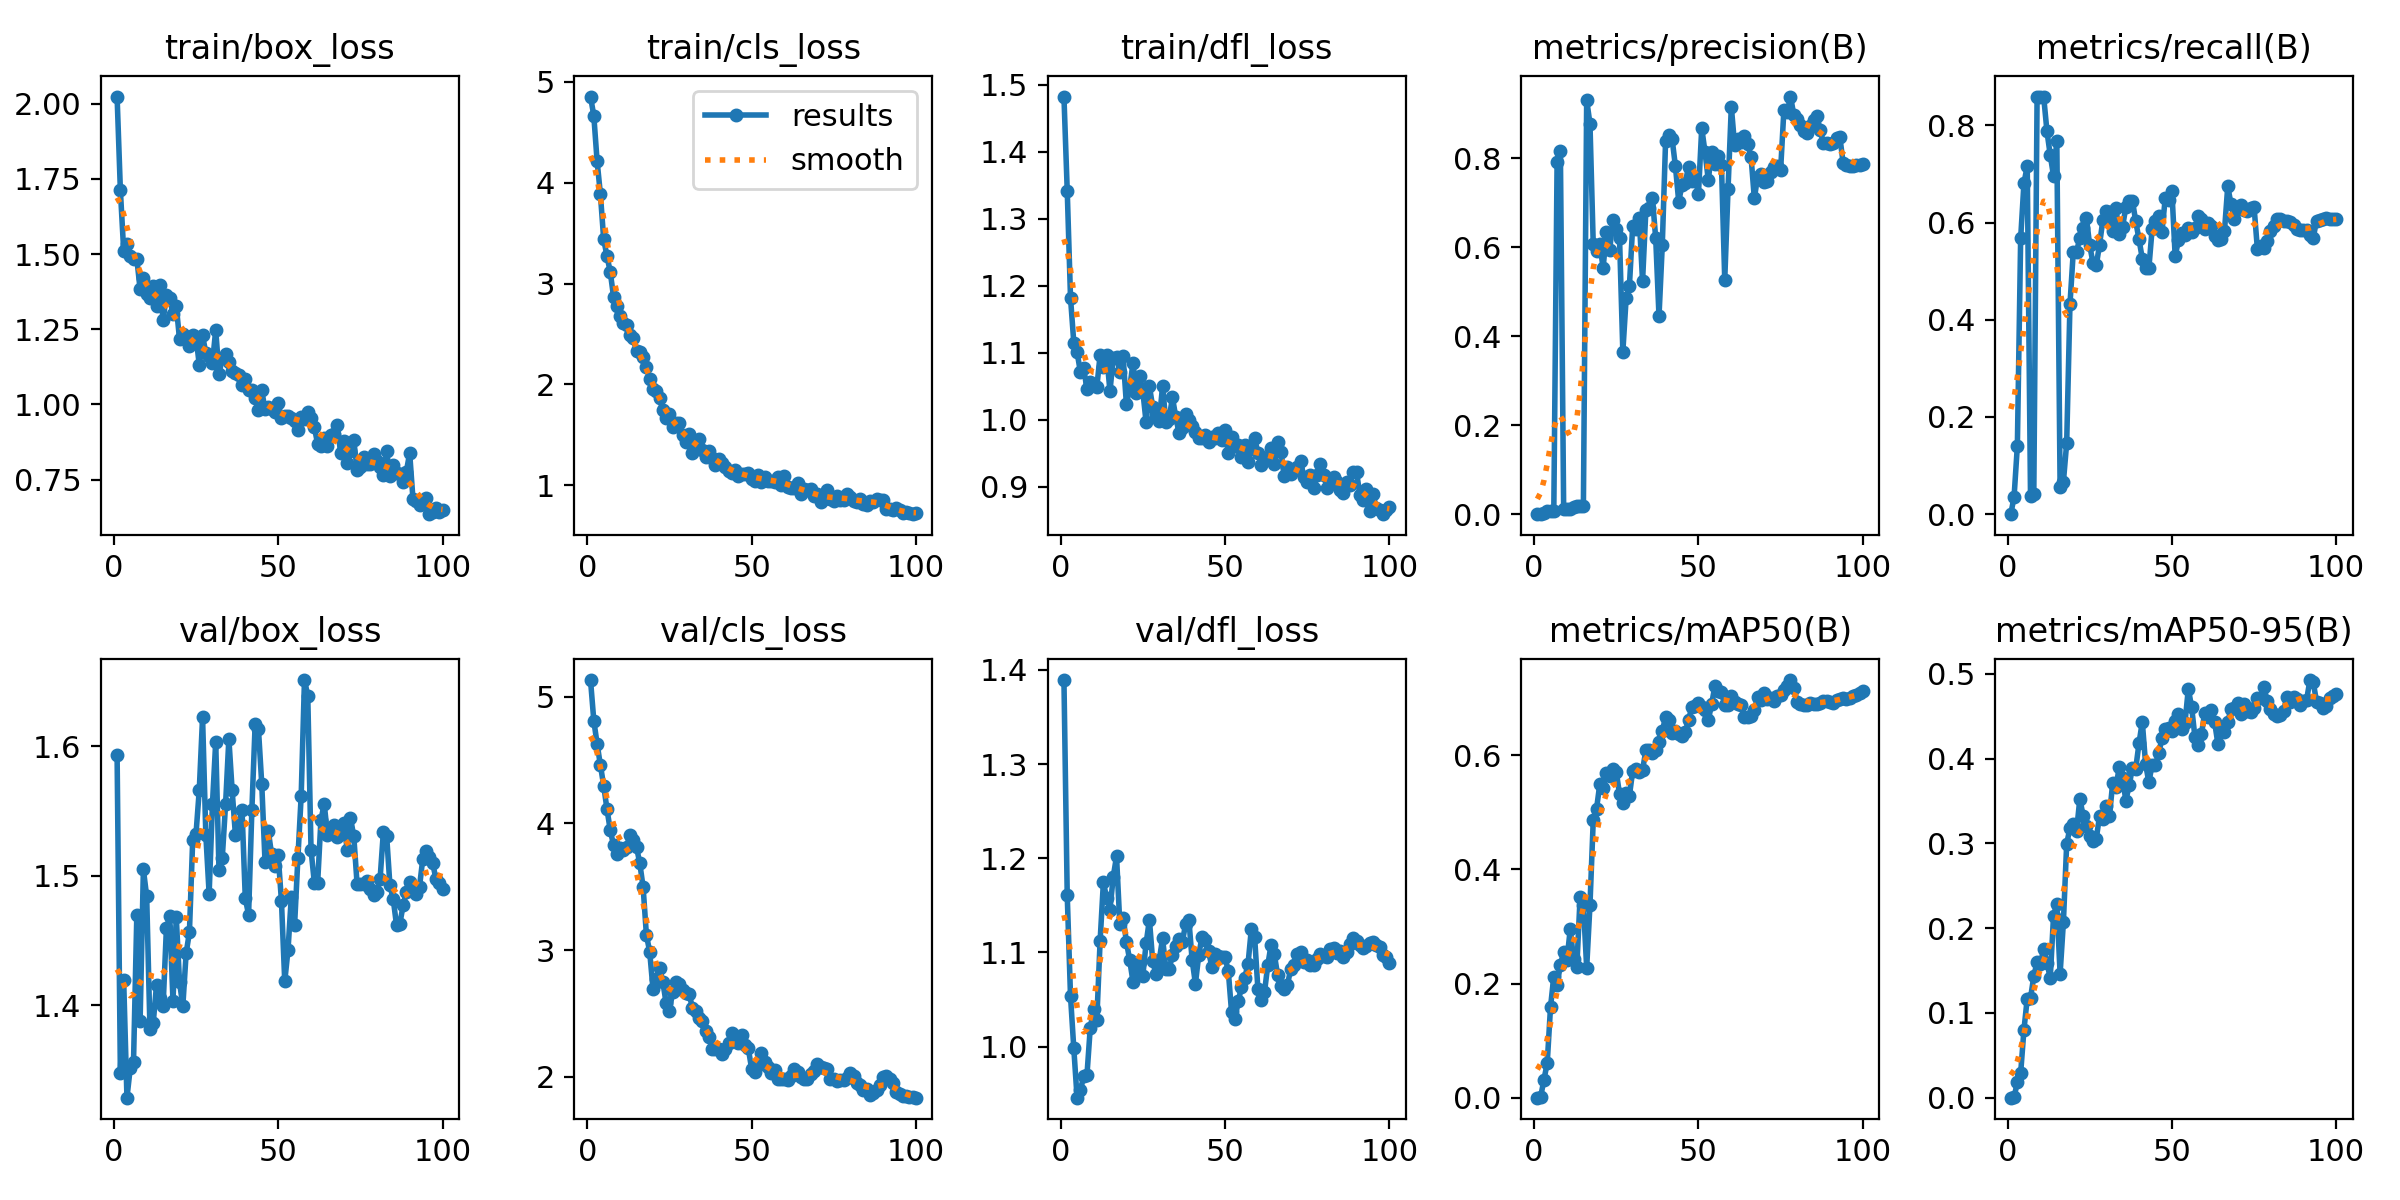 train/box_loss
2.00
1.75
1.50
1.25
1.00
0.75
0 50 100
train/cls_loss
results
smooth
5
4
3
2
1
0 50 100
train/dfl_loss
1.5
1.4
1.3
1.2
1.1
1.0
0.9
0 50 100
metrics/precision(B)
0.8
0.6
0.4
0.2
0.0
0 50 100
metrics/recall(B)
0.8
0.6
0.4
0.2
0.0
0 50 100
val/box_loss
1.6
1.5
1.4
0 50 100
val/cls_loss
5
4
3
2
0 50 100
val/dfl_loss
1.4
1.3
1.2
1.1
1.0
0 50 100
metrics/mAP50(B)
0.6
0.4
0.2
0.0
0 50 100
metrics/mAP50-95(B)
0.5
0.4
0.3
0.2
0.1
0.0
0 50 100